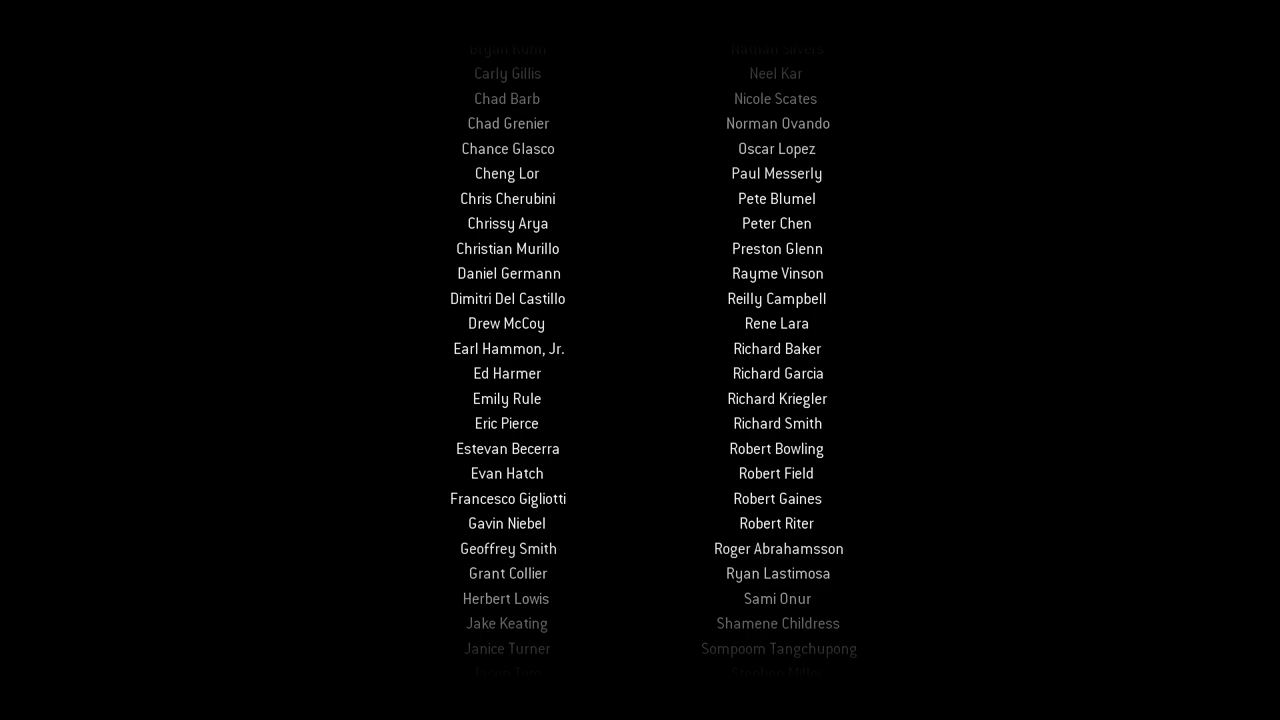 Carly Gillis
Chad Barb
Chad Grenier
Chance Glasco
Cheng Lor
Chris Cherubini
Chrissy Arya
Christian Murillo
Daniel Germann
Dimitri Del Castillo
Drew McCoy
Earl Hammon, Jr.
Ed Harmer
Emily Rule
Eric Pierce
Estevan Becerra
Evan Hatch
Francesco Gigliotti
Gavin Niebel
Geoffrey Smith
Grant Collier
Herbert Lowis
Jake Keating
Janice Turner
Neel Kar
Nicole Scates
Norman Ovando
Oscar Lopez
Paul Messerly
Pete Blumel
Peter Chen
Preston Glenn
Rayme Vinson
Reilly Campbell
Rene Lara
Richard Baker
Richard Garcia
Richard Kriegler
Richard Smith
Robert Bowling
Robert Field
Robert Gaines
Robert Riter
Roger Abrahamsson
Ryan Lastimosa
Sami Onur
Shamene Childress
Sompoom Tangchupong